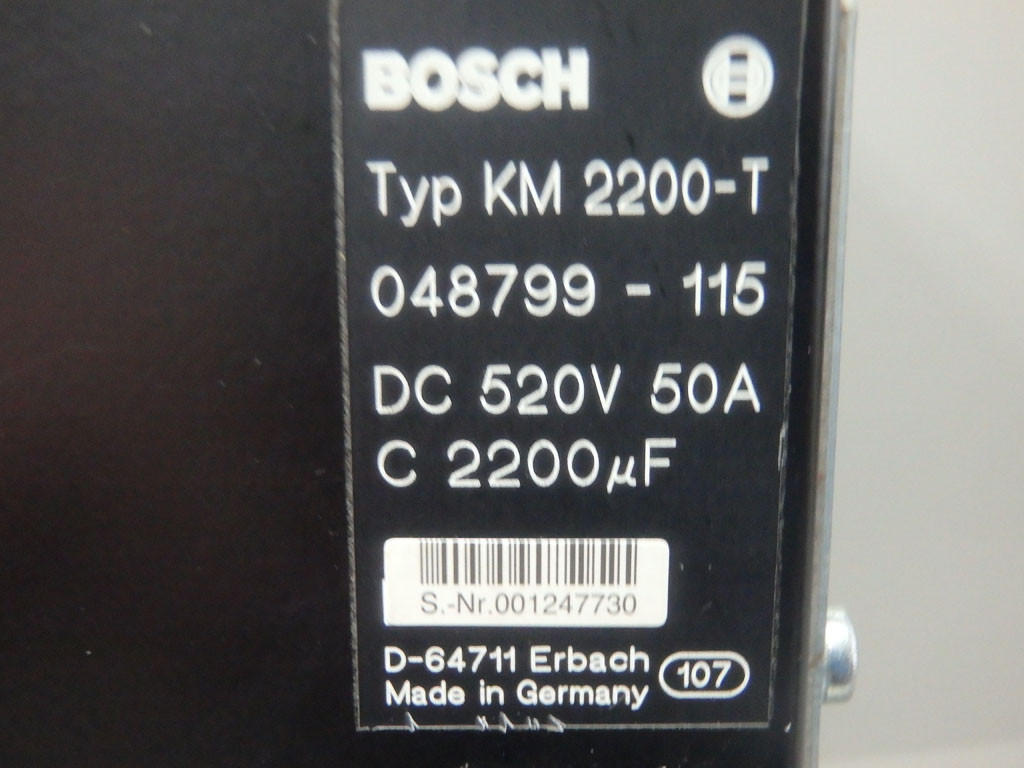 BOSCH
Typ KM 2200-T
048799 - 115
DC 520V 50A
C 2200µF
S.-Nr.001247730
D-64711 Erbach
Made in Germany
107